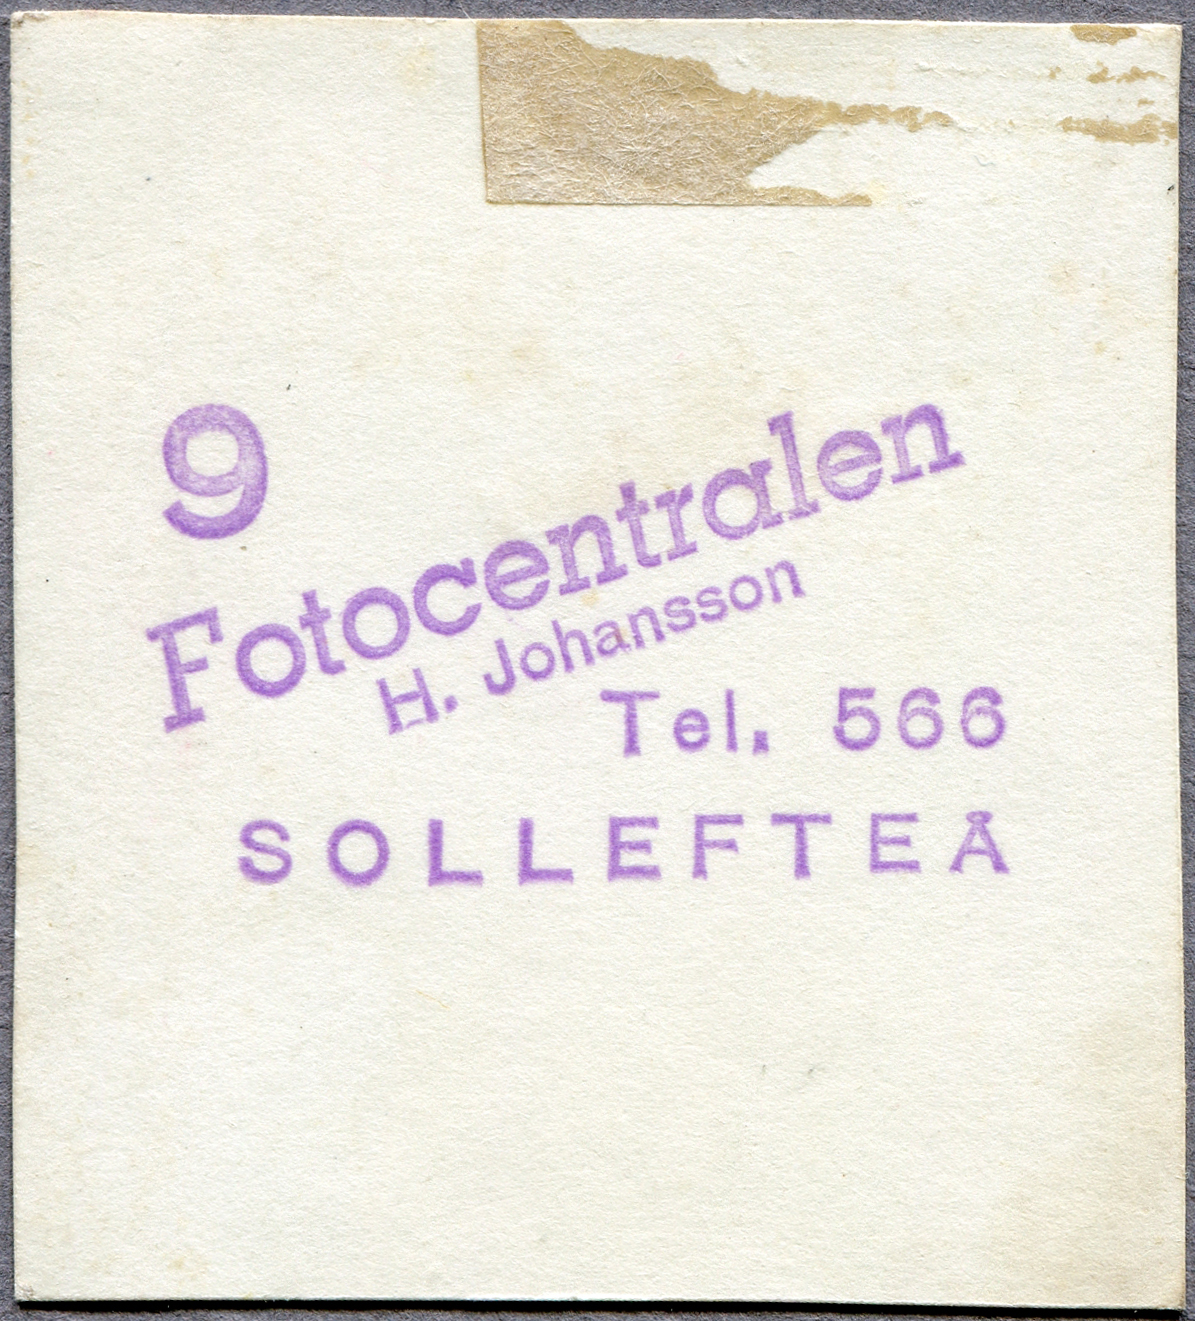 9
Fotocentralen
H. Johansson
Tel. 566
SOLLEFTEÅ